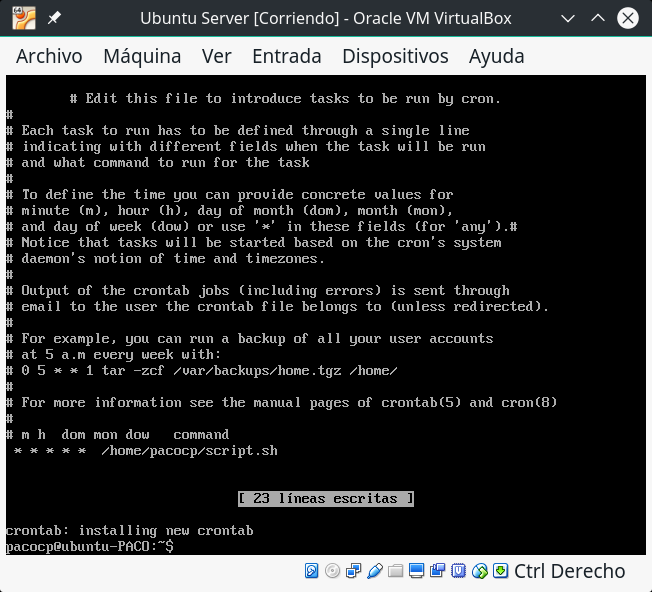 Ubuntu Server [Corriendo] - Oracle VM VirtualBox
Archivo Máquina Ver Entrada Dispositivos Ayuda
# Edit this file to introduce tasks to be run by cron.
#
# Each task to run has to be defined through a single line
# indicating with different fields when the task will be run
# and what command to run for the task
#
# To define the time you can provide concrete values for
# minute (m), hour (h), day of month (dom), month (mon),
# and day of week (dow) or use '*' in these fields (for 'any').#
# Notice that tasks will be started based on the cron's system
# daemon's notion of time and timezones.
#
# Output of the crontab jobs (including errors) is sent through
# email to the user the crontab file belongs to (unless redirected).
#
# For example, you can run a backup of all your user accounts
# at 5 a.m every week with:
# 0 5 * * 1 tar -zcf /var/backups/home.tgz /home/
#
# For more information see the manual pages of crontab(5) and cron(8)
#
# m h  dom mon dow   command
* * * * *  /home/pacocp/script.sh
[ 23 líneas escritas ]
crontab: installing new crontab
pacocp@ubuntu-PACO:~$
Ctrl Derecho